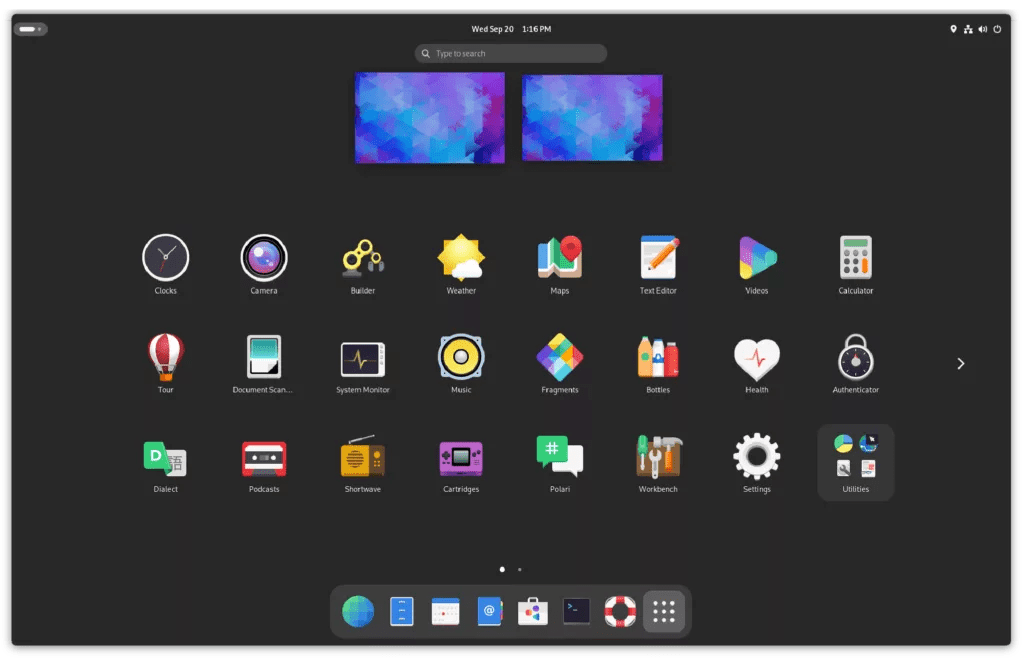 Wed Sep 20 1:16 PM
Type to search
Clocks Camera Builder Weather Maps Text Editor Videos Calculator
Tour Document Scan... System Monitor Music Fragments Bottles Health Authenticator
D 語
Dialect Podcasts Shortwave Cartridges Polari Workbench Settings Utilities
@ >_